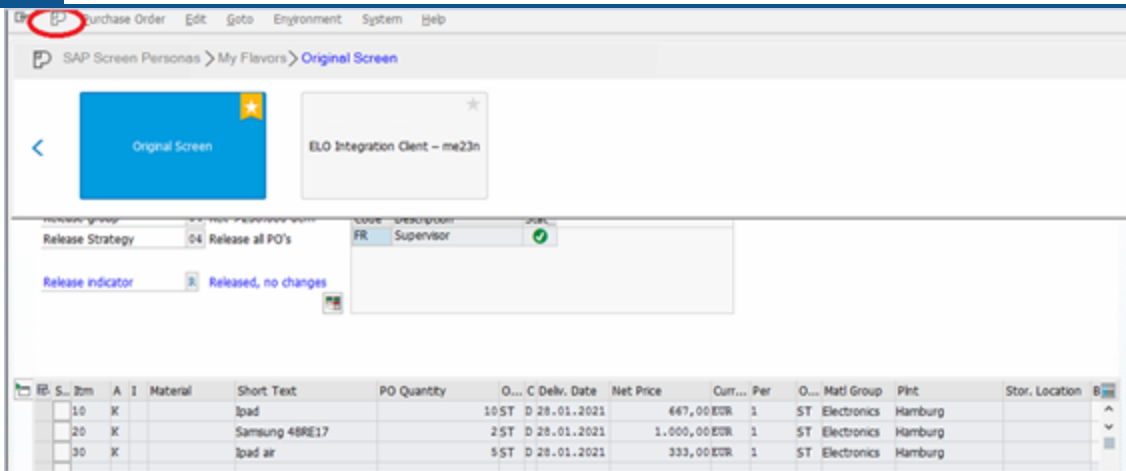 Purchase Order Edit Goto Environment System Help
SAP Screen Personas > My Flavors > Original Screen
Original Screen
ELO Integration Client – me23n
Release group
Code Description Stat...
Release Strategy 04 Release all PO's FR Supervisor
Release indicator R Released, no changes
S... Itm A I Material Short Text PO Quantity O... C Deliv. Date Net Price Curr... Per O... Matl Group Plnt Stor. Location B
10 K Ipad 10 ST D 28.01.2021 667,00 EUR 1 ST Electronics Hamburg
20 K Samsung 48RE17 2 ST D 28.01.2021 1.000,00 EUR 1 ST Electronics Hamburg
30 K Ipad air 5 ST D 28.01.2021 333,00 EUR 1 ST Electronics Hamburg